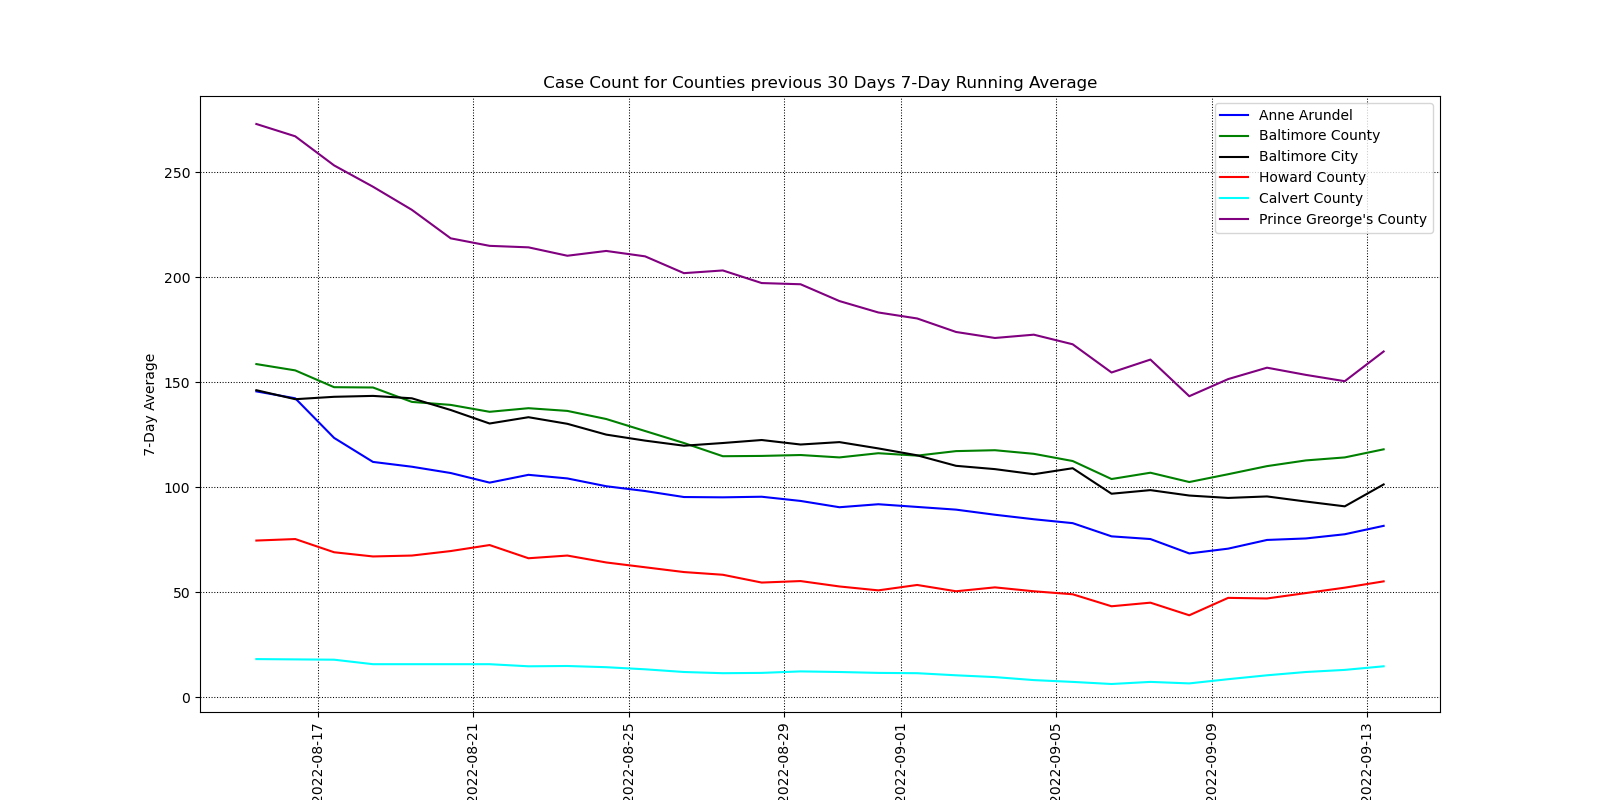 Case Count for Counties previous 30 Days 7-Day Running Average
Anne Arundel
Baltimore County
Baltimore City
Howard County
Calvert County
Prince Greorge's County
7-Day Average
250
200
150
100
50
0
2022-08-17
2022-08-21
2022-08-25
2022-08-29
2022-09-01
2022-09-05
2022-09-09
2022-09-13